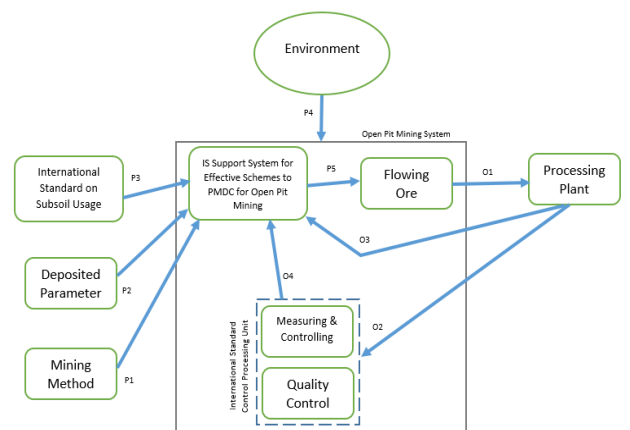 Environment
P4
Open Pit Mining System
International
Standard on
Subsoil Usage
P3
IS Support System for
Effective Schemes to
PMDC for Open Pit
Mining
P5
Flowing
Ore
O1
Processing
Plant
Deposited
Parameter
P2
O3
O4
Mining
Method
P1
International Standard
Control Processing Unit
Measuring &
Controlling
O2
Quality
Control